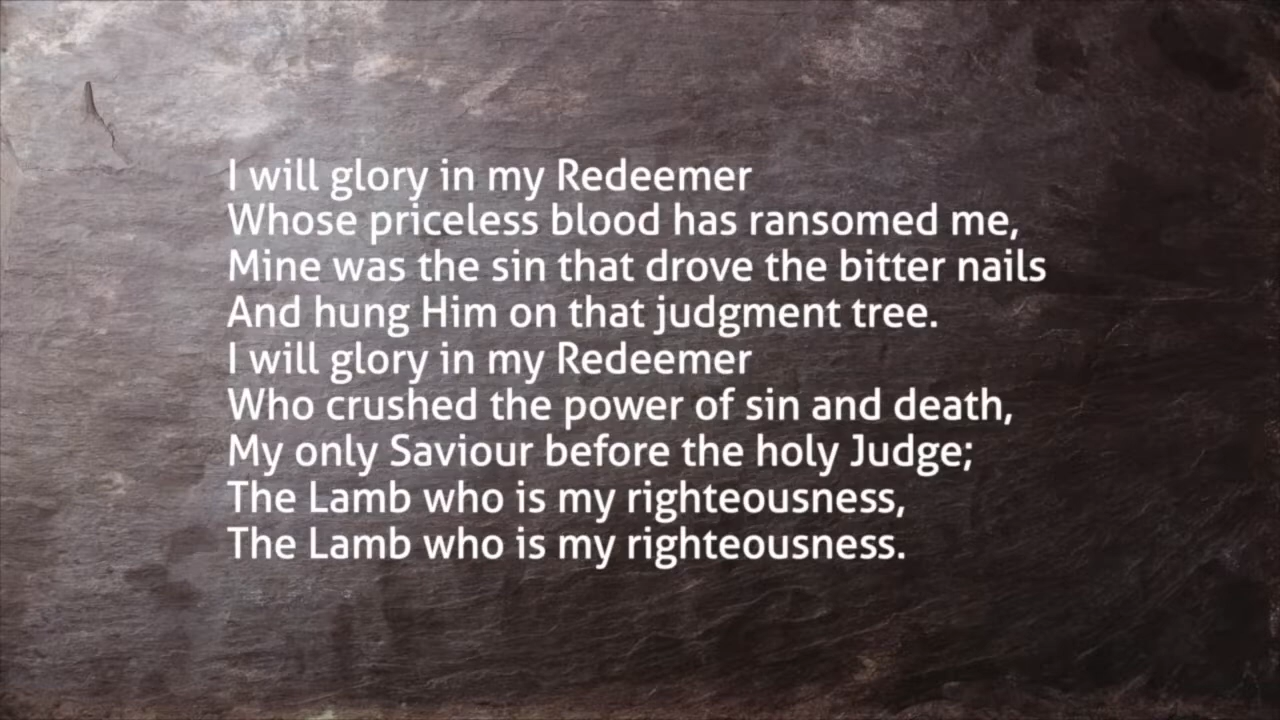 I will glory in my Redeemer
Whose priceless blood has ransomed me,
Mine was the sin that drove the bitter nails
And hung Him on that judgment tree.
I will glory in my Redeemer
Who crushed the power of sin and death,
My only Saviour before the holy Judge;
The Lamb who is my righteousness,
The Lamb who is my righteousness.